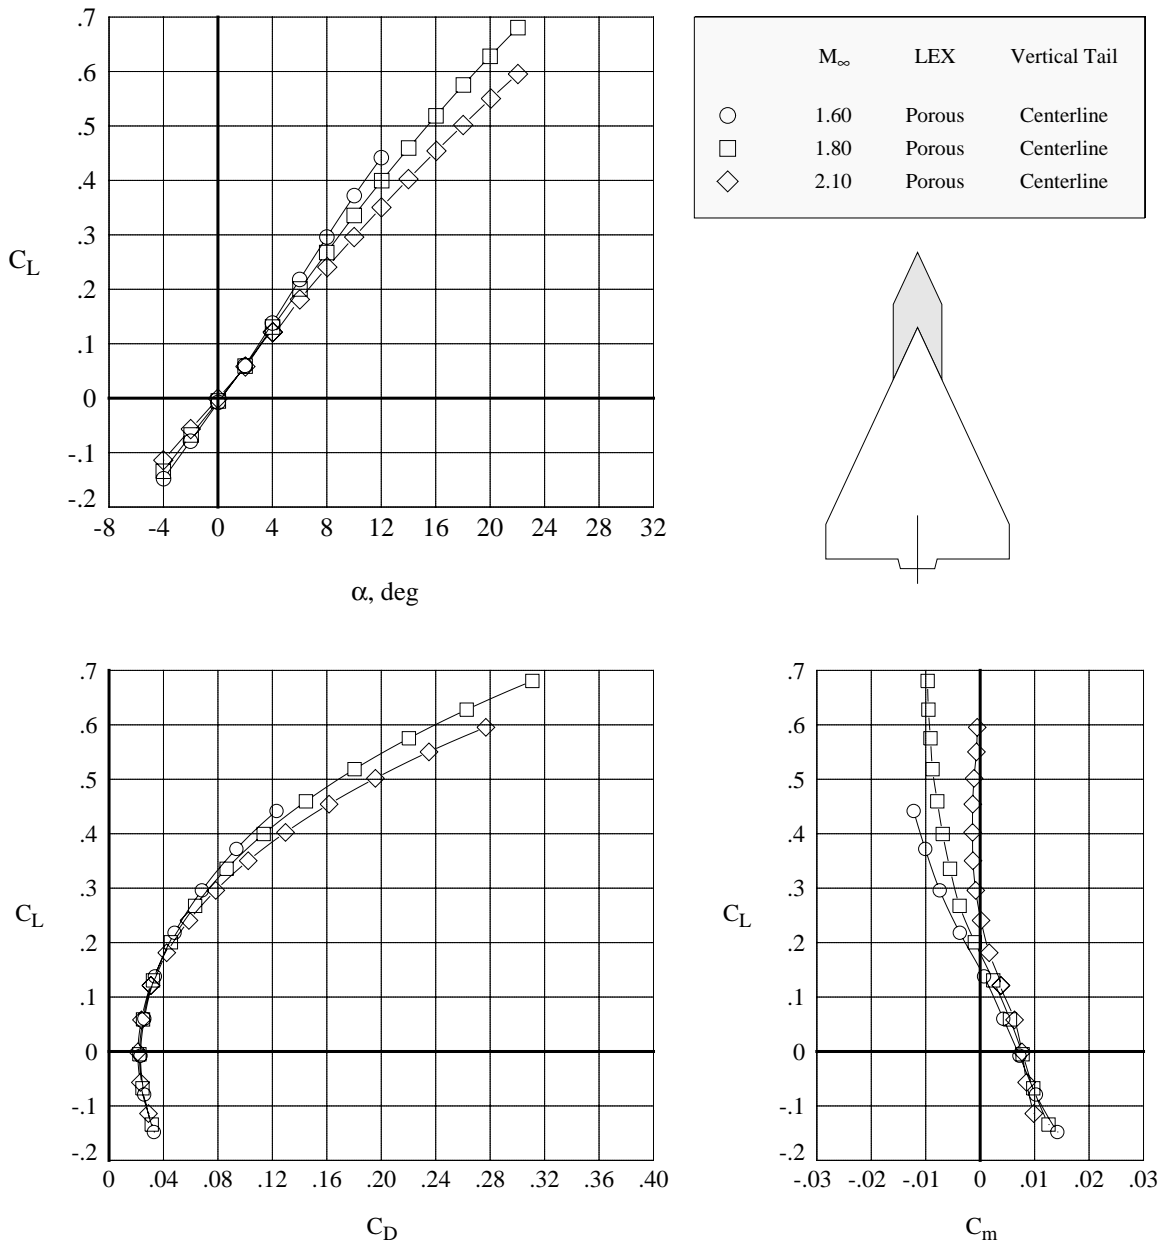 .7
.6
.5
.4
.3
.2
.1
0
-.1
-.2
C_L
-8 -4 0 4 8 12 16 20 24 28 32
α, deg
M∞ LEX Vertical Tail
1.60 Porous Centerline
1.80 Porous Centerline
2.10 Porous Centerline
.7
.6
.5
.4
.3
.2
.1
0
-.1
-.2
C_L
0 .04 .08 .12 .16 .20 .24 .28 .32 .36 .40
C_D
.7
.6
.5
.4
.3
.2
.1
0
-.1
-.2
C_L
-.03 -.02 -.01 0 .01 .02 .03
C_m